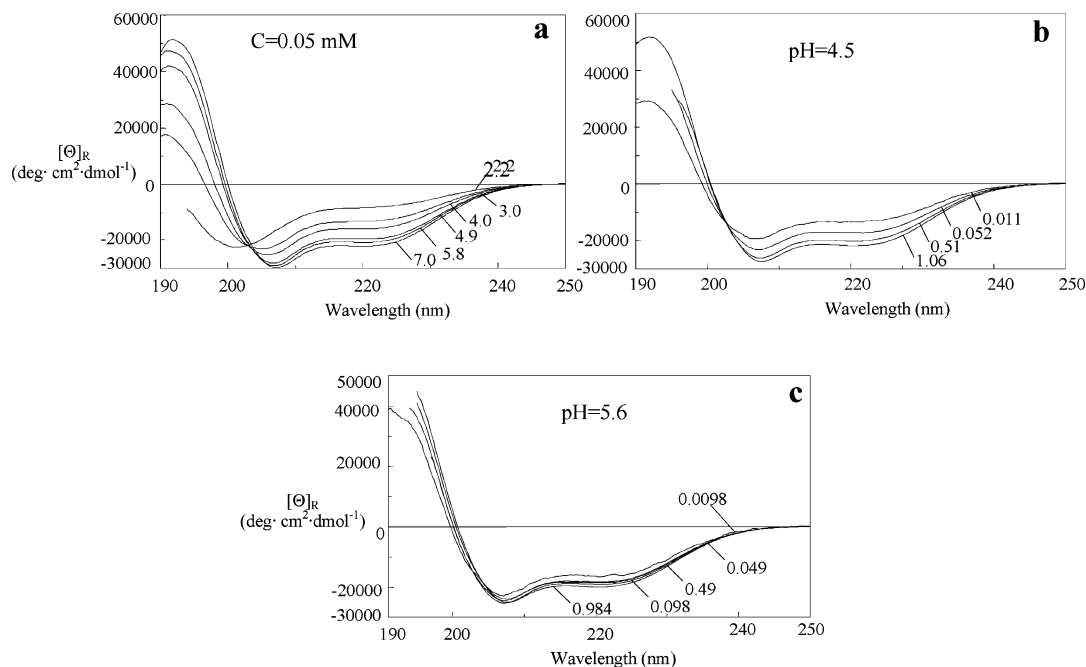 a
C=0.05 mM
60000
40000
20000
0
-20000
-30000
[Θ]R
(deg· cm2·dmol-1)
2.2
2.2
3.0
4.0
4.9
5.8
7.0
190 200 220 240 250
Wavelength (nm)
b
pH=4.5
60000
40000
20000
0
-20000
-30000
0.011
0.052
0.51
1.06
190 200 220 240 250
Wavelength (nm)
c
pH=5.6
50000
40000
20000
0
-20000
-30000
[Θ]R
(deg· cm2·dmol-1)
0.0098
0.049
0.49
0.098
0.984
190 200 220 240 250
Wavelength (nm)